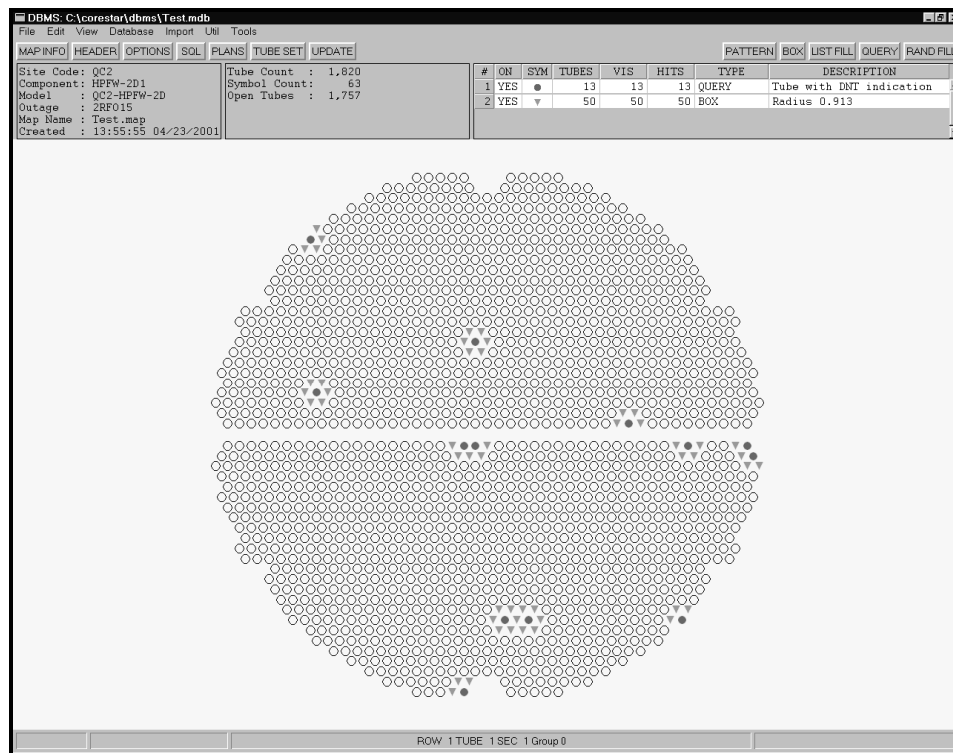 DBMS: C:\corestar\dbms\Test.mdb
File Edit View Database Import Util Tools
MAP INFO HEADER OPTIONS SQL PLANS TUBE SET UPDATE PATTERN BOX LIST FILL QUERY RAND FILL
Site Code: QC2
Component: HPFW-2D1
Model : QC2-HPFW-2D
Outage : 2RFO15
Map Name : Test.map
Created : 13:55:55 04/23/2001
Tube Count : 1,820
Symbol Count: 63
Open Tubes : 1,757
# ON SYM TUBES VIS HITS TYPE DESCRIPTION
1 YES ● 13 13 13 QUERY Tube with DNT indication
2 YES ▼ 50 50 50 BOX Radius 0.913
ROW 1 TUBE 1 SEC 1 Group 0